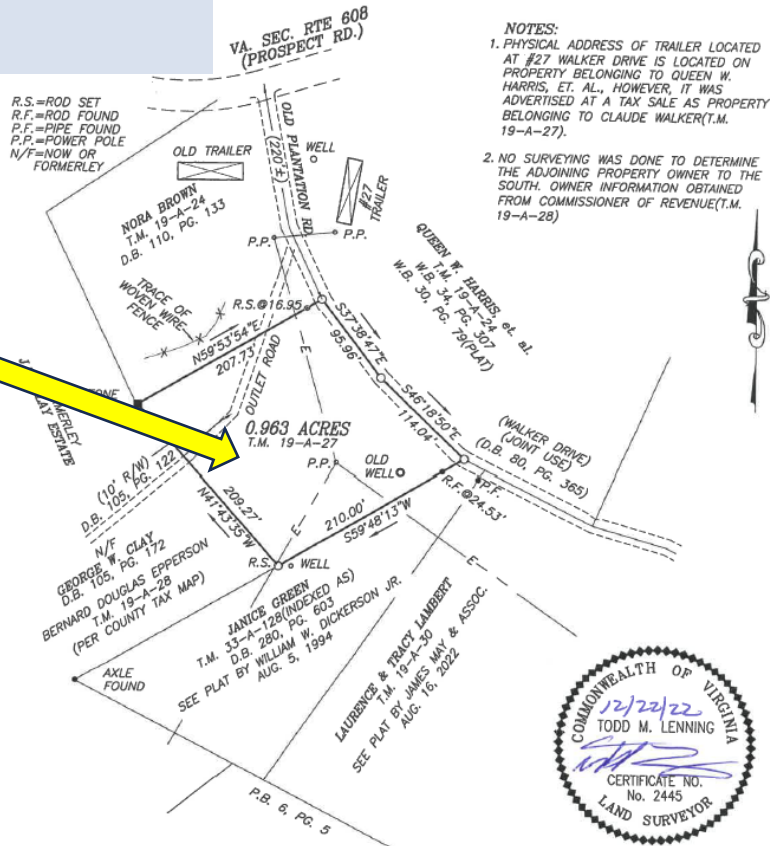 VA. SEC. RTE 608
(PROSPECT RD.)
NOTES:
1. PHYSICAL ADDRESS OF TRAILER LOCATED
AT #27 WALKER DRIVE IS LOCATED ON
PROPERTY BELONGING TO QUEEN W.
HARRIS, ET. AL., HOWEVER, IT WAS
ADVERTISED AT A TAX SALE AS PROPERTY
BELONGING TO CLAUDE WALKER(T.M.
19-A-27).
2. NO SURVEYING WAS DONE TO DETERMINE
THE ADJOINING PROPERTY OWNER TO THE
SOUTH. OWNER INFORMATION OBTAINED
FROM COMMISSIONER OF REVENUE(T.M.
19-A-28)
R.S.=ROD SET
R.F.=ROD FOUND
P.F.=PIPE FOUND
P.P.=POWER POLE
N/F=NOW OR
FORMERLEY
OLD TRAILER
OLD PLANTATION RD.
(220'±)
WELL
#27
TRAILER
NORA BROWN
T.M. 19-A-24
D.B. 110, PG. 133
P.P.
P.P.
QUEEN W. HARRIS, et. al.
T.M. 19-A-24
W.B. 34, PG. 307
W.B. 30, PG. 79(PLAT)
TRACE OF
WOVEN WIRE
FENCE
R.S.@16.95
N59°53'54"E
207.73'
S37°38'47"E
95.96'
E
OUTLET ROAD
S46°18'50"E
114.04'
0.963 ACRES
T.M. 19-A-27
P.P.
OLD
WELL
(WALKER DRIVE)
(JOINT USE)
(D.B. 80, PG. 365)
R.F.@24.53'
P.F.
(10' R/W)
D.B. 105, PG. 122
N41°43'35"W
209.27'
E
210.00'
S59°48'13"W
E
R.S.
WELL
N/F
GEORGE W. CLAY
D.B. 105, PG. 172
BERNARD DOUGLAS EPPERSON
T.M. 19-A-28
(PER COUNTY TAX MAP)
JANICE GREEN
T.M. 33-A-128(INDEXED AS)
D.B. 280, PG. 603
SEE PLAT BY WILLIAM W. DICKERSON JR.
AUG. 5, 1994
LAURENCE & TRACY LAMBERT
T.M. 19-A-30
SEE PLAT BY JAMES MAY & ASSOC.
AUG. 16, 2022
AXLE
FOUND
P.B. 6, PG. 5
COMMONWEALTH OF VIRGINIA
12/22/22
TODD M. LENNING
CERTIFICATE NO.
No. 2445
LAND SURVEYOR